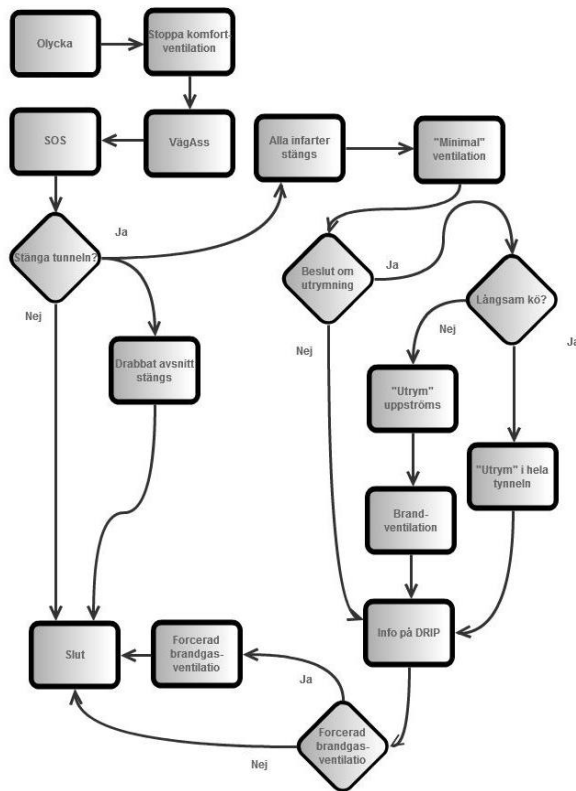 Olycka
Stoppa komfort-
ventilation
SOS
VägAss
Alla infarter
stängs
"Minimal"
ventilation
Stänga tunneln?
Ja
Nej
Beslut om
utrymning
Ja
Nej
Långsam kö?
Nej
Ja
Drabbat avsnitt
stängs
"Utrym"
uppströms
"Utrym" i hela
tynneln
Brand-
ventilation
Slut
Forcerad
brandgas-
ventilatio
Info på DRIP
Ja
Forcerad
brandgas-
ventilatio
Nej